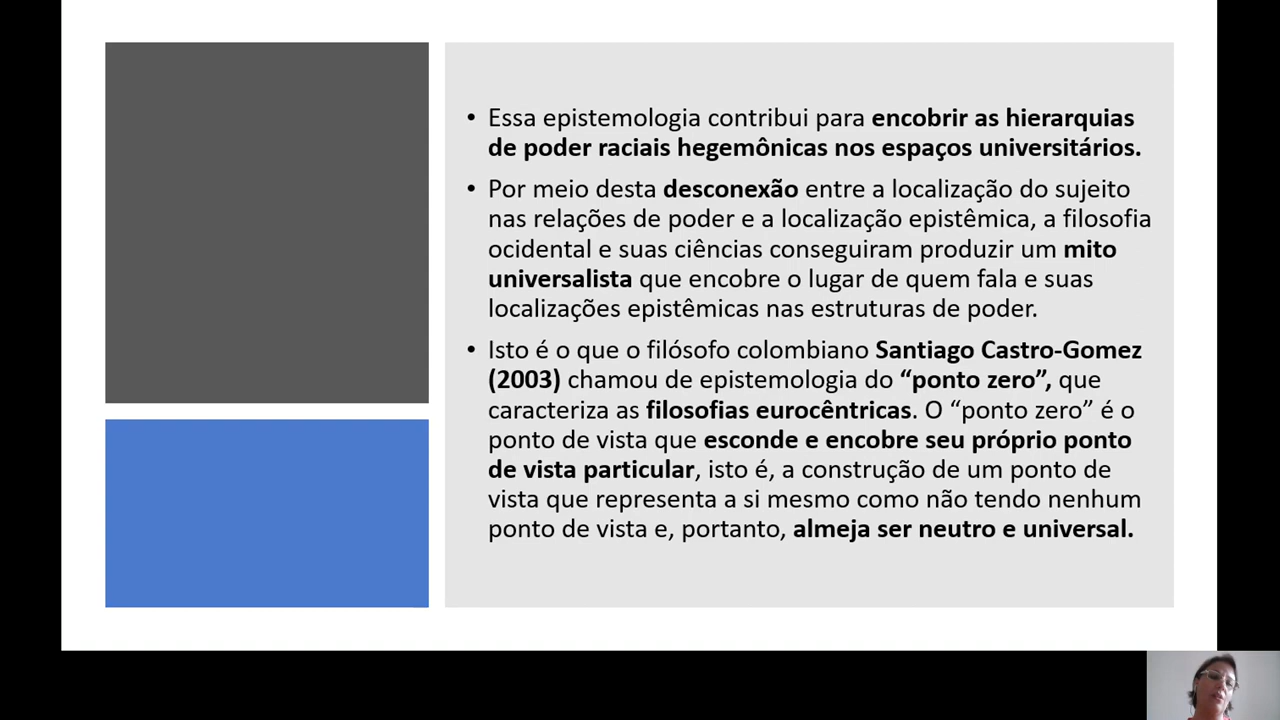 • Essa epistemologia contribui para encobrir as hierarquias
de poder raciais hegemônicas nos espaços universitários.
• Por meio desta desconexão entre a localização do sujeito
nas relações de poder e a localização epistêmica, a filosofia
ocidental e suas ciências conseguiram produzir um mito
universalista que encobre o lugar de quem fala e suas
localizações epistêmicas nas estruturas de poder.
• Isto é o que o filósofo colombiano Santiago Castro-Gomez
(2003) chamou de epistemologia do “ponto zero”, que
caracteriza as filosofias eurocêntricas. O “ponto zero” é o
ponto de vista que esconde e encobre seu próprio ponto
de vista particular, isto é, a construção de um ponto de
vista que representa a si mesmo como não tendo nenhum
ponto de vista e, portanto, almeja ser neutro e universal.